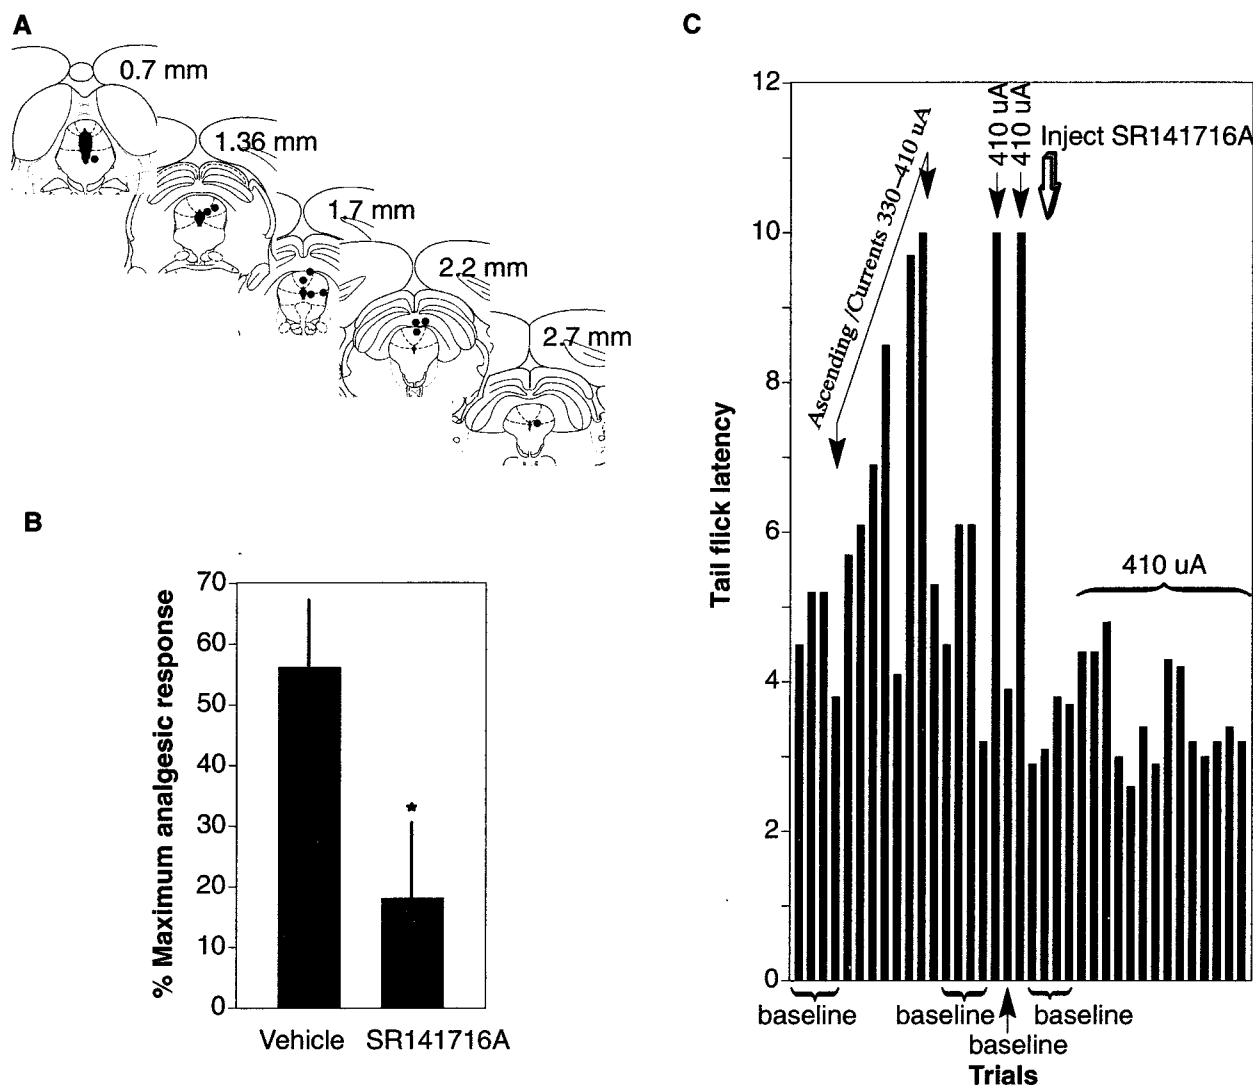 A
0.7 mm
1.36 mm
1.7 mm
2.2 mm
2.7 mm
B
% Maximum analgesic response
70
60
50
40
30
20
10
0
*
Vehicle
SR141716A
C
Tail flick latency
12
10
8
6
4
2
0
Ascending /Currents 330-410 uA
410 uA
410 uA
Inject SR141716A
410 uA
baseline
baseline
baseline
baseline
Trials